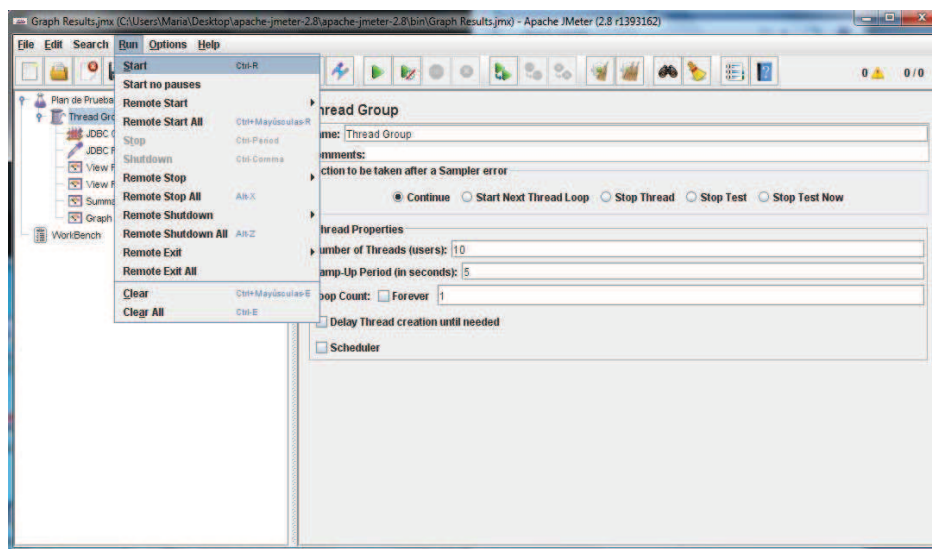 Graph Results.jmx (C:\Users\Maria\Desktop\apache-jmeter-2.8\apache-jmeter-2.8\bin\Graph Results.jmx) - Apache JMeter (2.8 r1393162)
File Edit Search Run Options Help
0 0/0
Plan de Prueba
Thread Gro
JDBC
JDBC
View
View
Summa
Graph
WorkBench
Start Ctrl-R
Start no pauses
Remote Start
Remote Start All Ctrl+Mayúsculas-R
Stop Ctrl-Period
Shutdown Ctrl-Comma
Remote Stop
Remote Stop All Alt-X
Remote Shutdown
Remote Shutdown All Alt-Z
Remote Exit
Remote Exit All
Clear Ctrl+Mayúsculas-E
Clear All Ctrl-E
hread Group
ame: Thread Group
omments:
ction to be taken after a Sampler error
Continue Start Next Thread Loop Stop Thread Stop Test Stop Test Now
hread Properties
umber of Threads (users): 10
amp-Up Period (in seconds): 5
oop Count: Forever 1
Delay Thread creation until needed
Scheduler